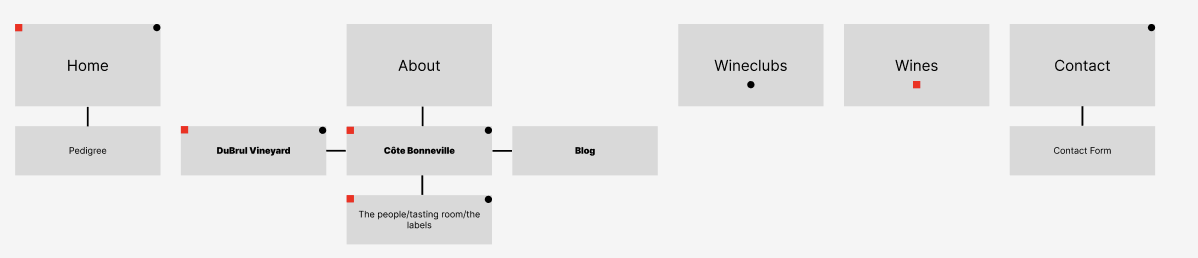 Home
About
Wineclubs
Wines
Contact
Pedigree
DuBrul Vineyard
Côte Bonneville
Blog
Contact Form
The people/tasting room/the
labels